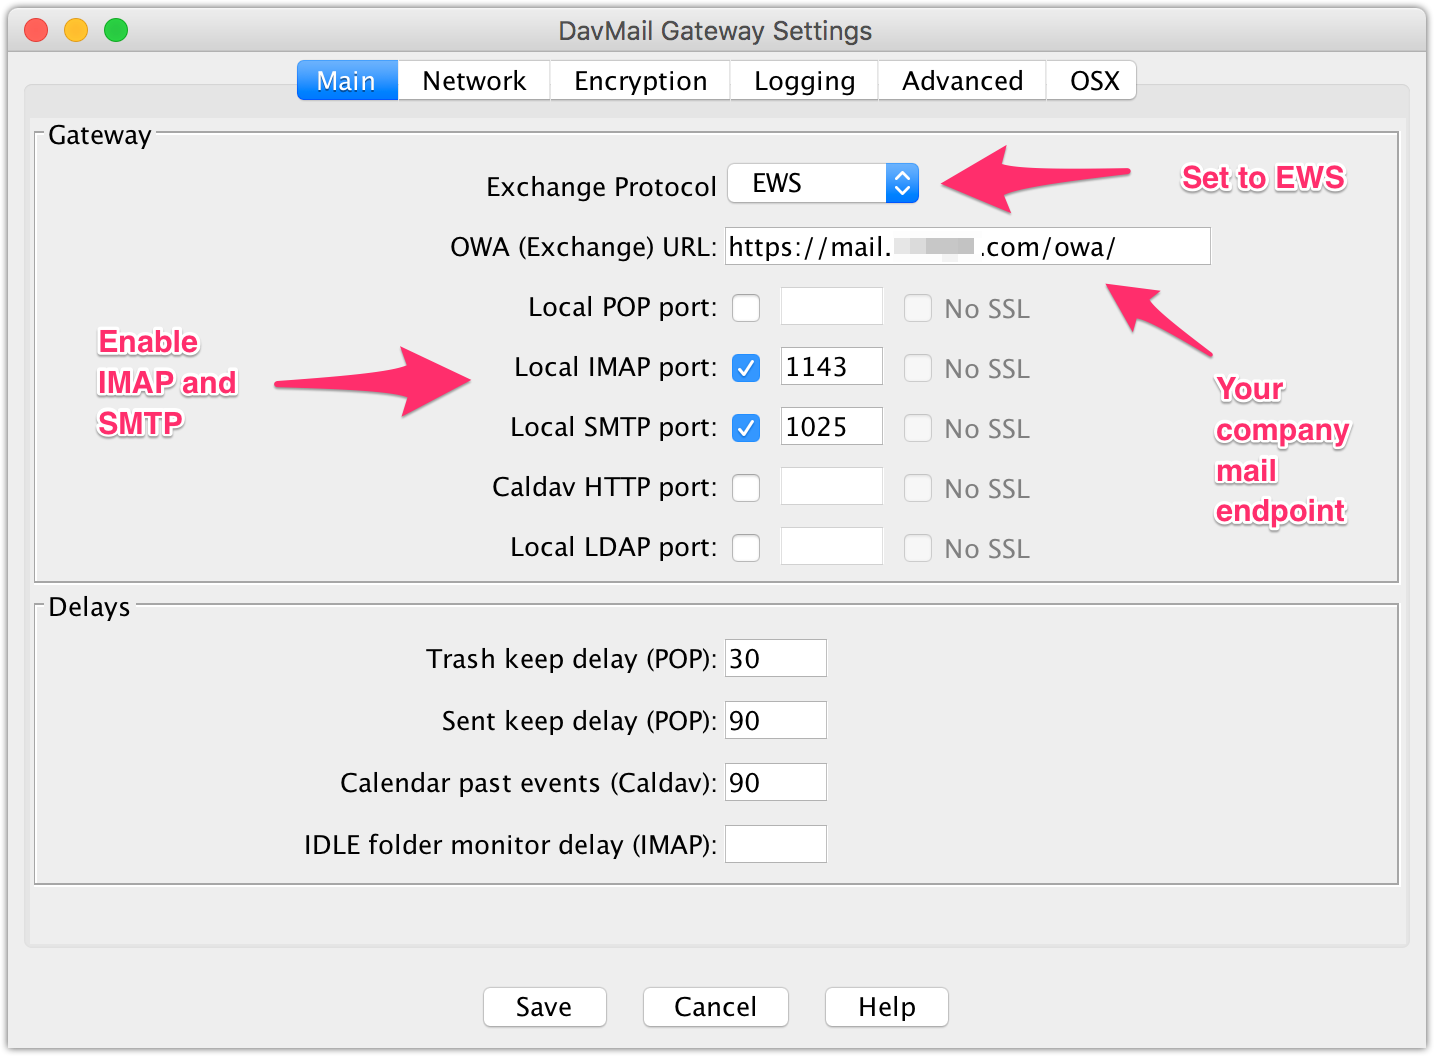 DavMail Gateway Settings
Main Network Encryption Logging Advanced OSX
Gateway
Exchange Protocol EWS Set to EWS
OWA (Exchange) URL: https://mail. .com/owa/
Local POP port: No SSL
Enable
IMAP and
SMTP
Local IMAP port: 1143 No SSL
Local SMTP port: 1025 No SSL
Your
company
mail
endpoint
Caldav HTTP port: No SSL
Local LDAP port: No SSL
Delays
Trash keep delay (POP): 30
Sent keep delay (POP): 90
Calendar past events (Caldav): 90
IDLE folder monitor delay (IMAP):
Save Cancel Help